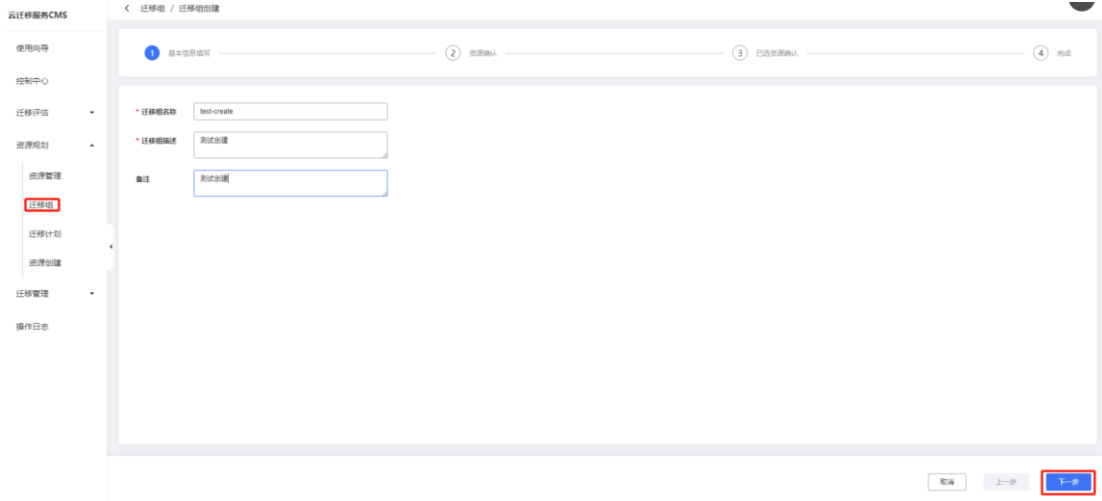 云迁移服务CMS
迁移组 / 迁移组创建
使用向导
控制中心
迁移评估
资源规划
资源管理
迁移组
迁移计划
资源创建
迁移管理
操作日志
1 基本信息填写
2 资源确认
3 已选资源确认
4 完成
* 迁移组名称 test-create
* 迁移组描述 测试创建
备注 测试创建
取消
上一步
下一步